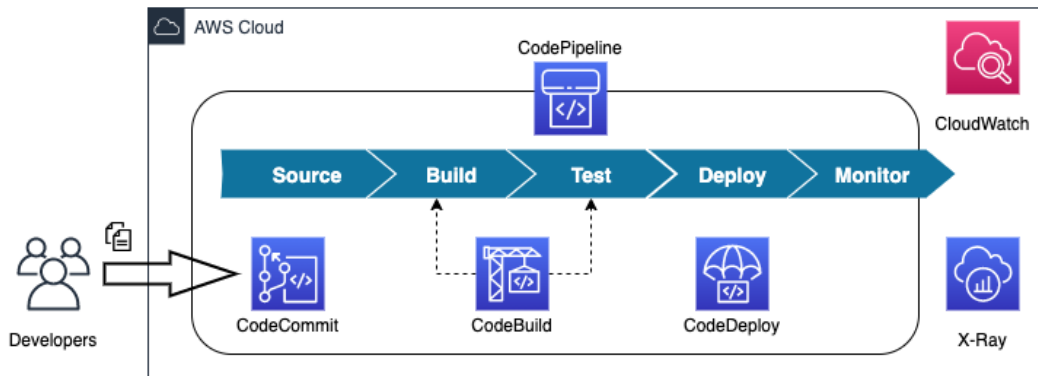 AWS Cloud
CodePipeline
</>
CloudWatch
Source Build Test Deploy Monitor
</>
</>
</>
Developers
CodeCommit
CodeBuild
CodeDeploy
X-Ray